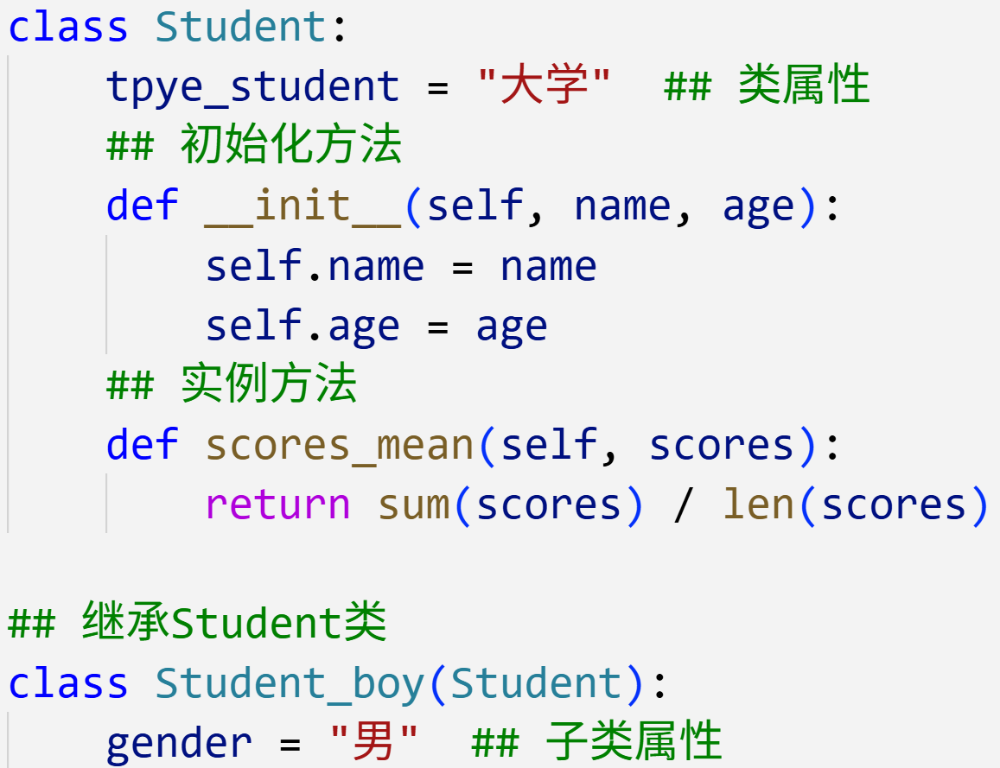 class Student:
    tpye_student = "大学"  ## 类属性
    ## 初始化方法
    def __init__(self, name, age):
        self.name = name
        self.age = age
    ## 实例方法
    def scores_mean(self, scores):
        return sum(scores) / len(scores)

## 继承Student类
class Student_boy(Student):
    gender = "男"  ## 子类属性